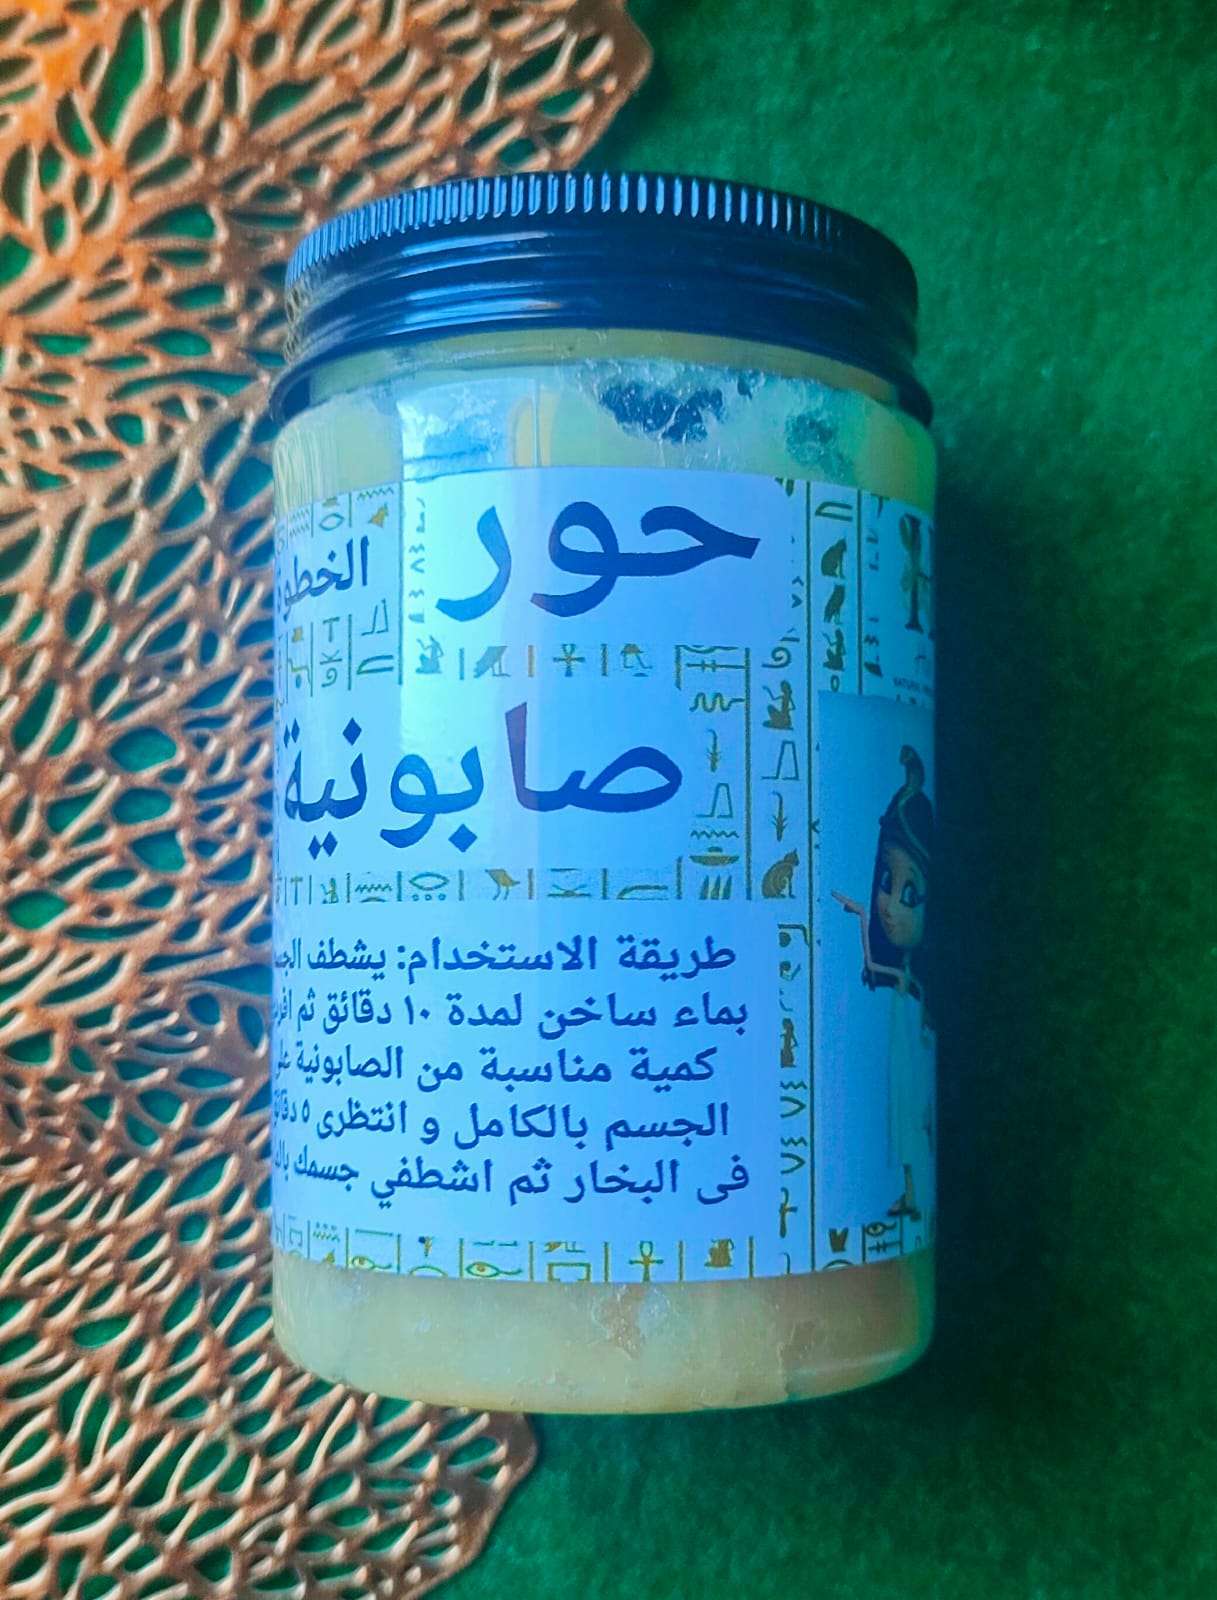 حور
صابونية
طريقة الاستخدام: يشطف
بماء ساخن لمدة ١٠ دقائق ثم
كمية مناسبة من الصابونية
الجسم بالكامل و انتظرى ٥
فى البخار ثم اشطفي جسمك